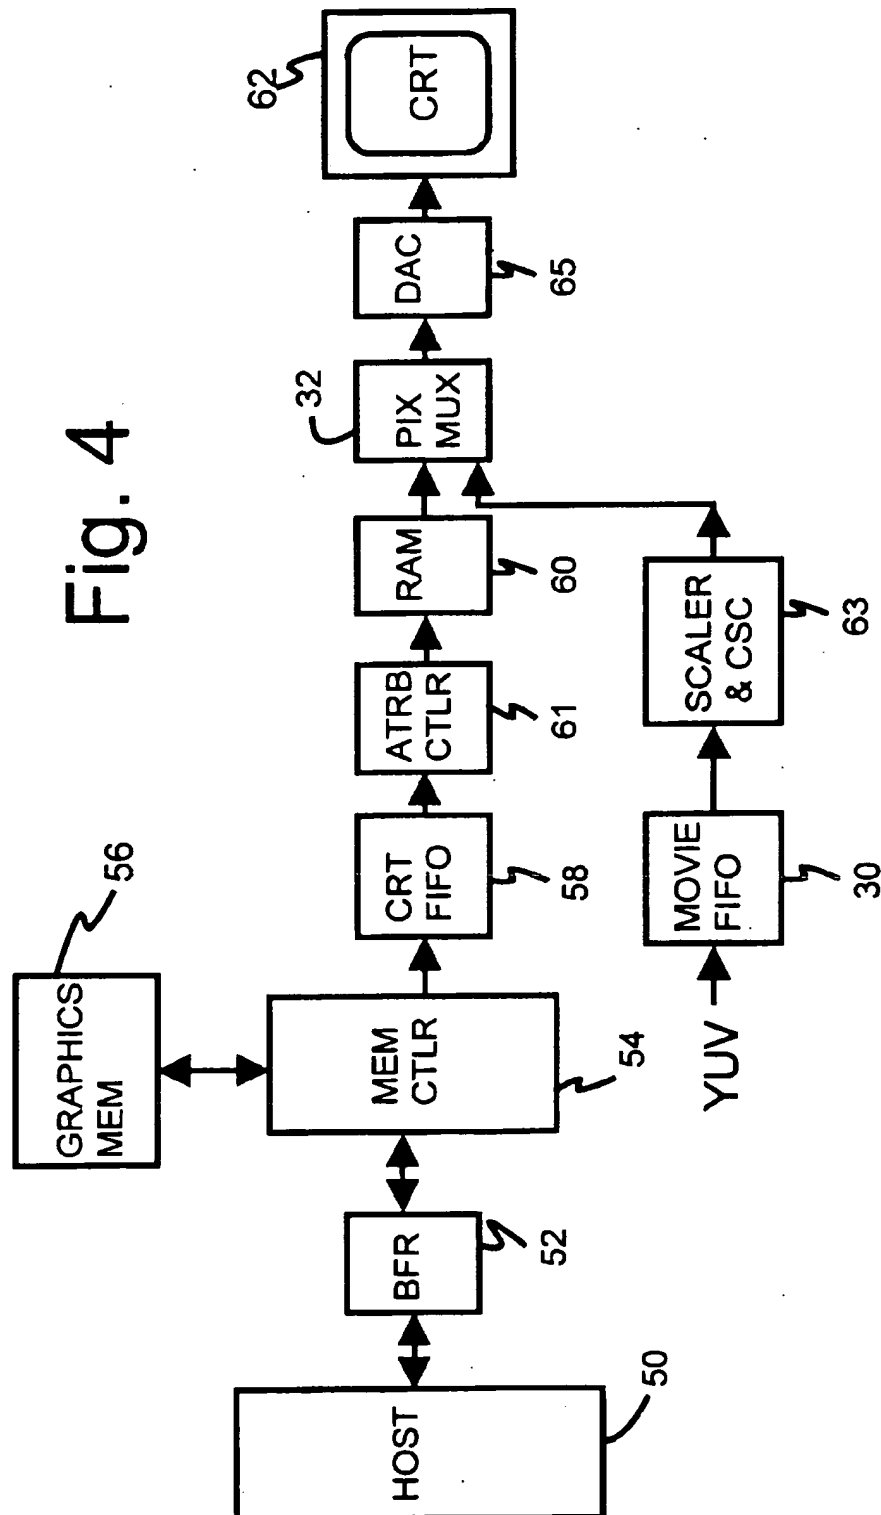 Fig. 4
GRAPHICS
MEM
56
HOST
50
BFR
52
MEM
CTLR
54
CRT
FIFO
58
ATRB
CTLR
61
RAM
60
PIX
MUX
32
DAC
65
CRT
62
YUV
MOVIE
FIFO
30
SCALER
& CSC
63